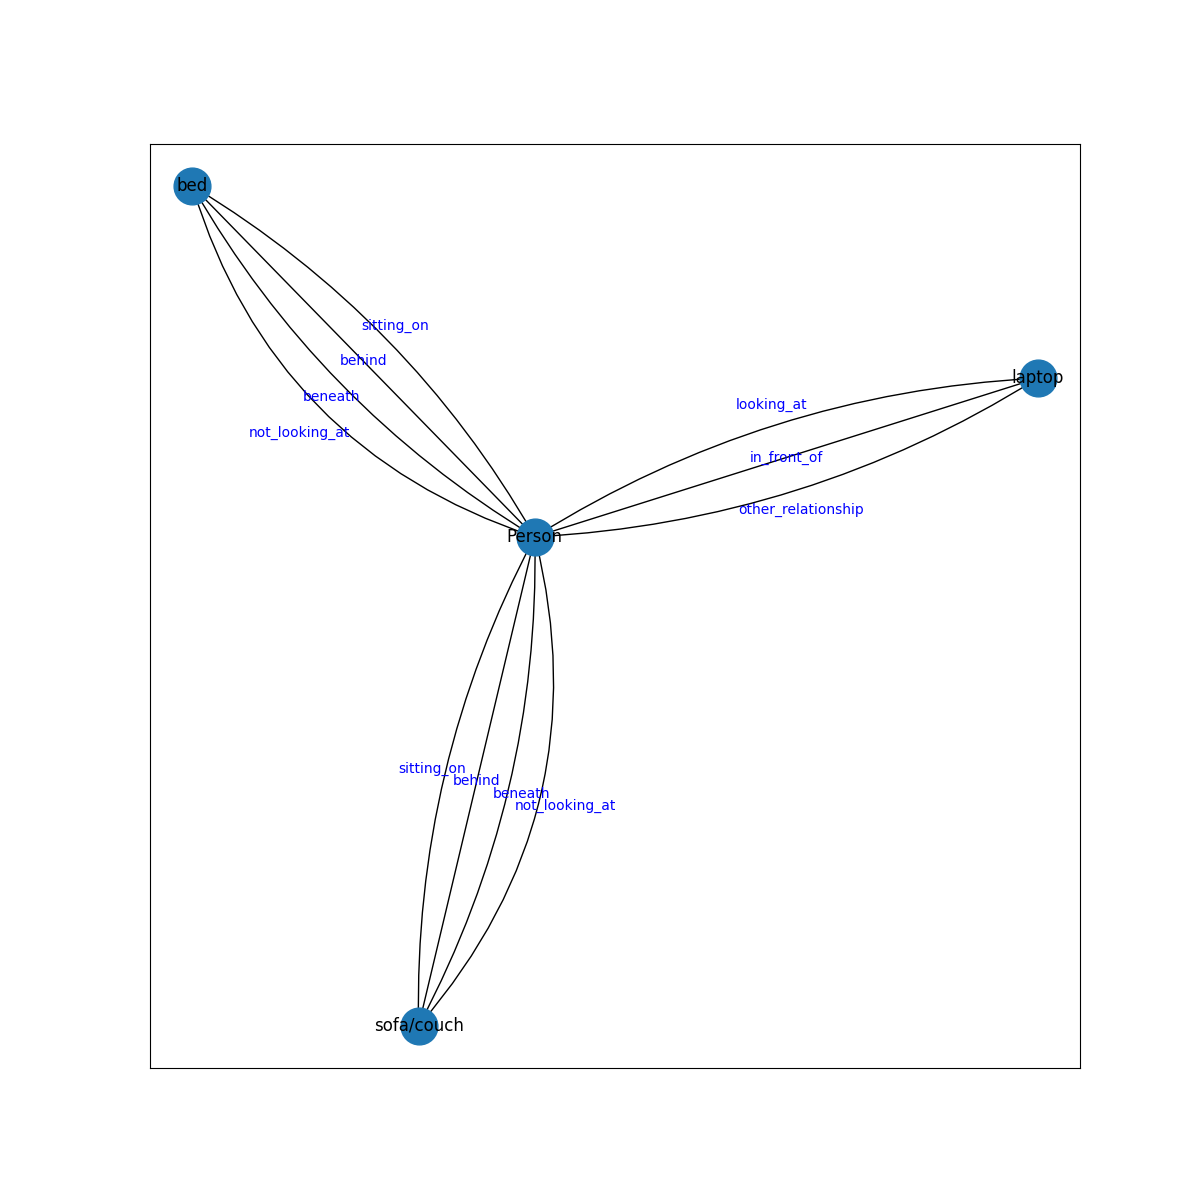 bed
sitting_on
behind
laptop
beneath
looking_at
not_looking_at
in_front_of
other_relationship
Person
sitting_on
behind
beneath
not_looking_at
sofa/couch